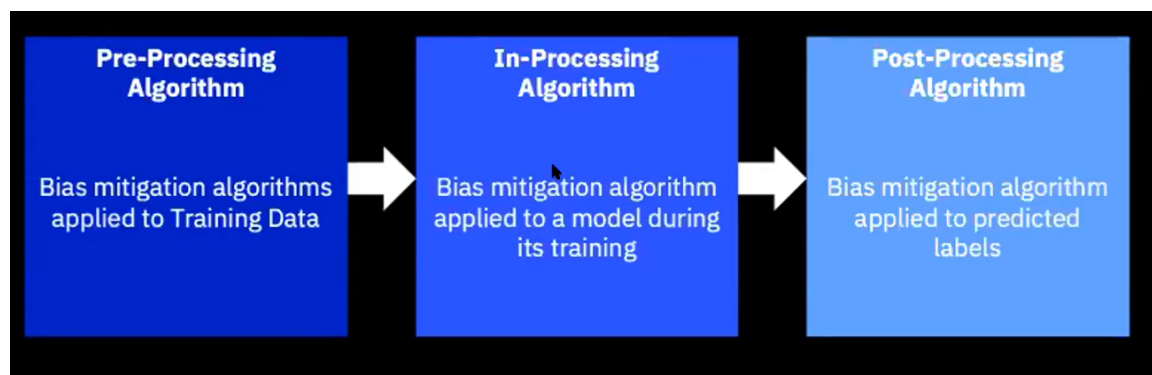 Pre-Processing
Algorithm
Bias mitigation algorithms
applied to Training Data
In-Processing
Algorithm
Bias mitigation algorithm
applied to a model during
its training
Post-Processing
Algorithm
Bias mitigation algorithm
applied to predicted
labels